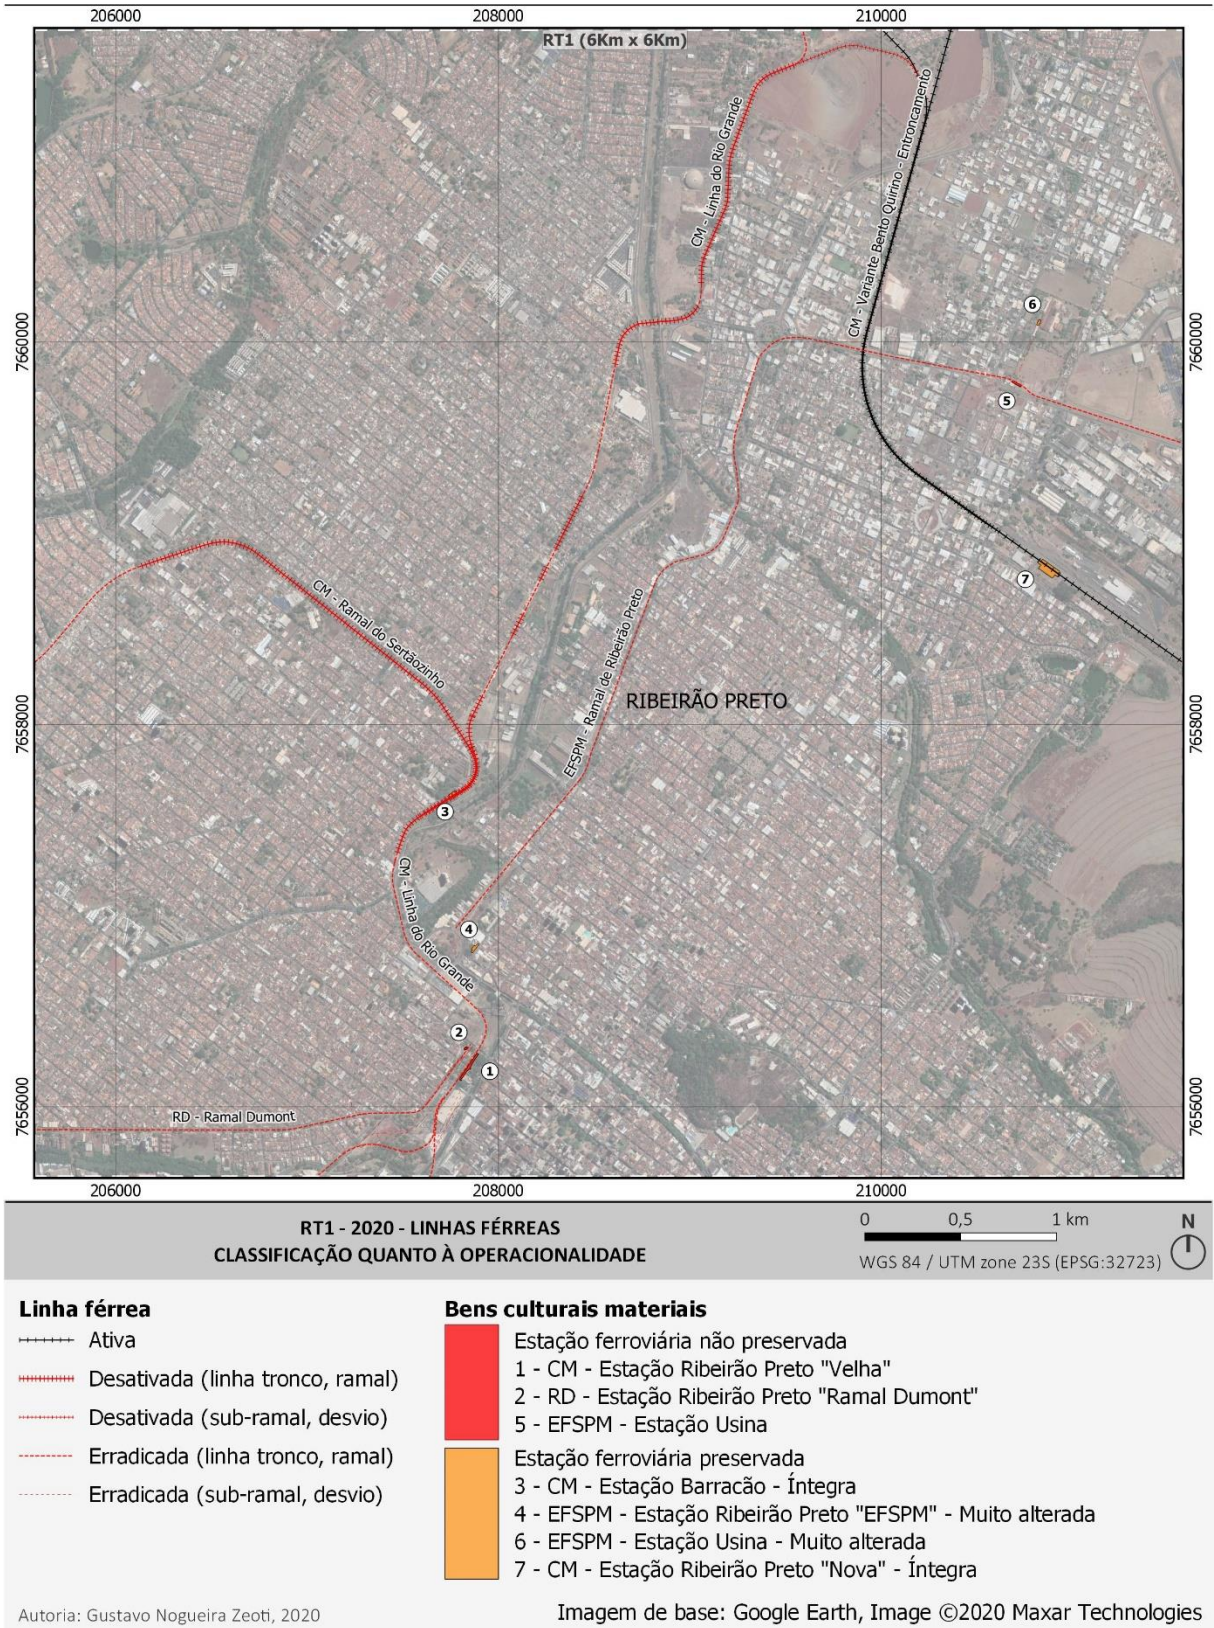 206000
208000
210000
RT1 (6Km x 6Km)
CM - Linha do Rio Grande
CM - Variante Bento Quirino - Entroncamento
6
7660000
7660000
5
7
CM - Ramal do Sertãozinho
EFSPM - Ramal de Ribeirão Preto
RIBEIRÃO PRETO
7658000
7658000
3
CM - Linha do Rio Grande
4
2
1
RD - Ramal Dumont
7656000
7656000
206000
208000
210000
RT1 - 2020 - LINHAS FÉRREAS
CLASSIFICAÇÃO QUANTO À OPERACIONALIDADE
0 0,5 1 km
WGS 84 / UTM zone 23S (EPSG:32723)
N
Linha férrea
Ativa
Desativada (linha tronco, ramal)
Desativada (sub-ramal, desvio)
Erradicada (linha tronco, ramal)
Erradicada (sub-ramal, desvio)
Bens culturais materiais
Estação ferroviária não preservada
1 - CM - Estação Ribeirão Preto "Velha"
2 - RD - Estação Ribeirão Preto "Ramal Dumont"
5 - EFSPM - Estação Usina
Estação ferroviária preservada
3 - CM - Estação Barracão - Íntegra
4 - EFSPM - Estação Ribeirão Preto "EFSPM" - Muito alterada
6 - EFSPM - Estação Usina - Muito alterada
7 - CM - Estação Ribeirão Preto "Nova" - Íntegra
Autoria: Gustavo Nogueira Zeoti, 2020
Imagem de base: Google Earth, Image ©2020 Maxar Technologies